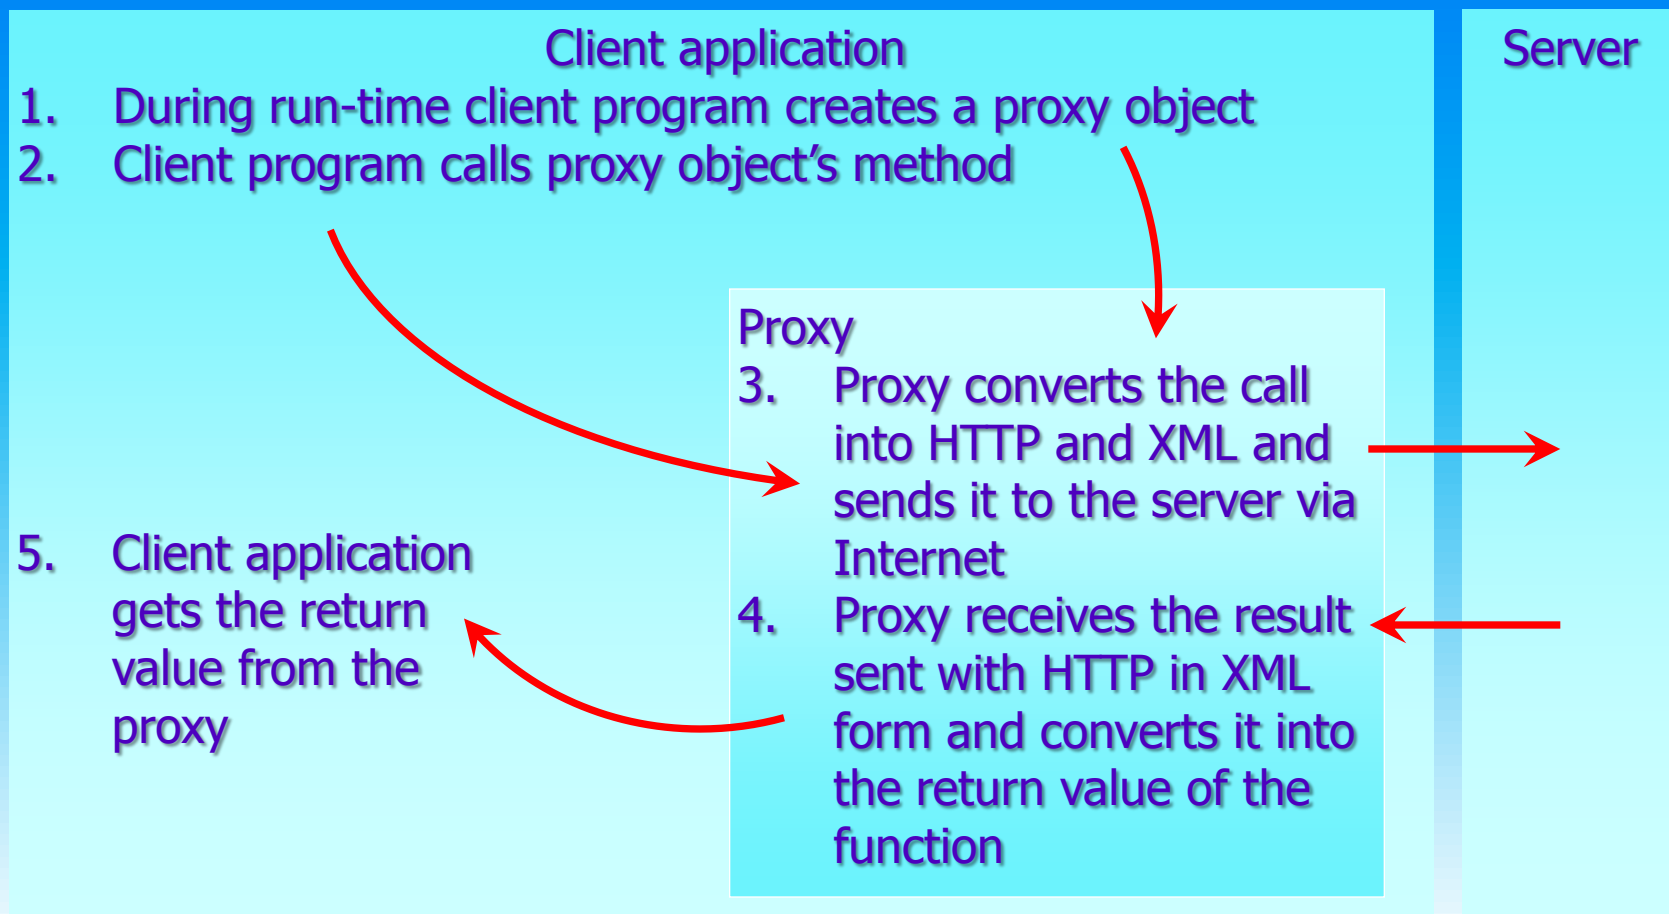 Client application
1. During run-time client program creates a proxy object
2. Client program calls proxy object’s method
Proxy
3. Proxy converts the call
into HTTP and XML and
sends it to the server via
Internet
4. Proxy receives the result
sent with HTTP in XML
form and converts it into
the return value of the
function
5. Client application
gets the return
value from the
proxy
Server